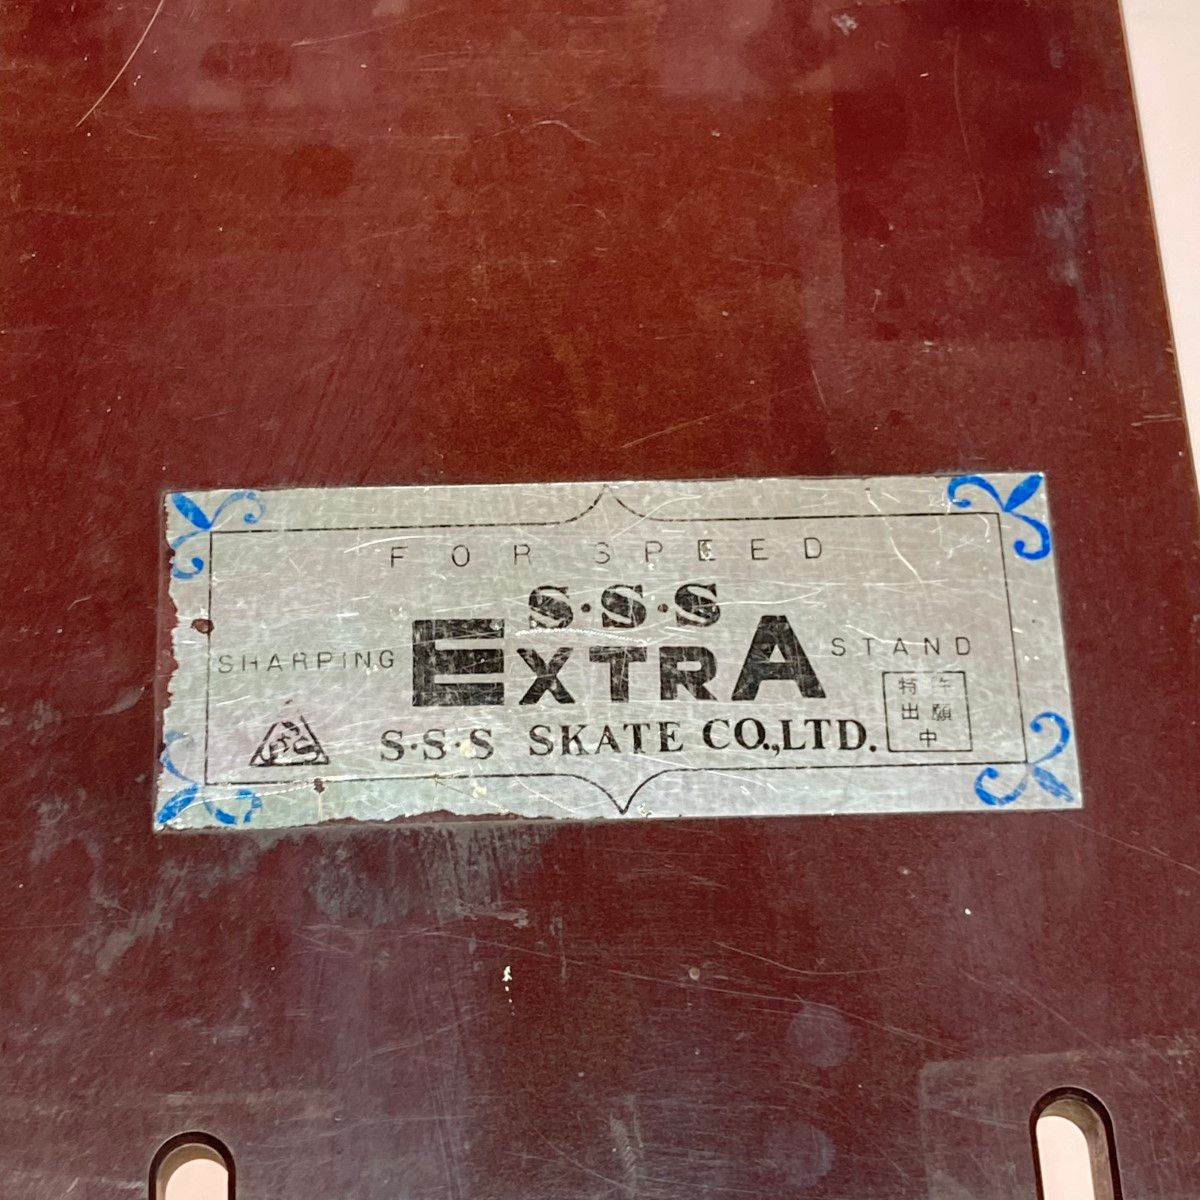 FOR SPEED
S·S·S
SHARPING EXTRA STAND
特許
出願
中
S·S·S SKATE CO.,LTD.